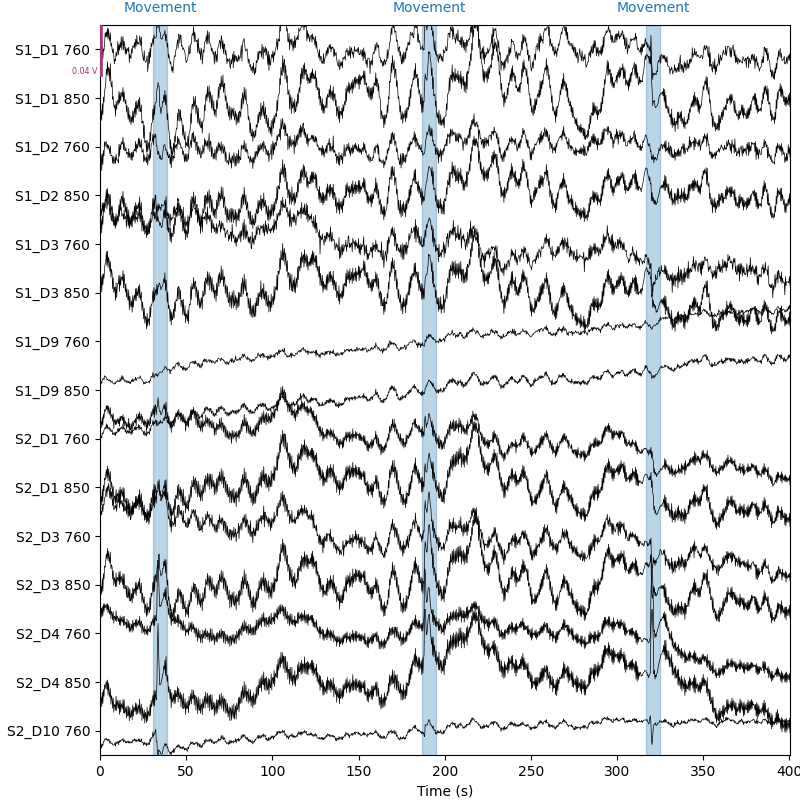 Movement Movement Movement
S1_D1 760
0.04 V
S1_D1 850
S1_D2 760
S1_D2 850
S1_D3 760
S1_D3 850
S1_D9 760
S1_D9 850
S2_D1 760
S2_D1 850
S2_D3 760
S2_D3 850
S2_D4 760
S2_D4 850
S2_D10 760
0 50 100 150 200 250 300 350 400
Time (s)